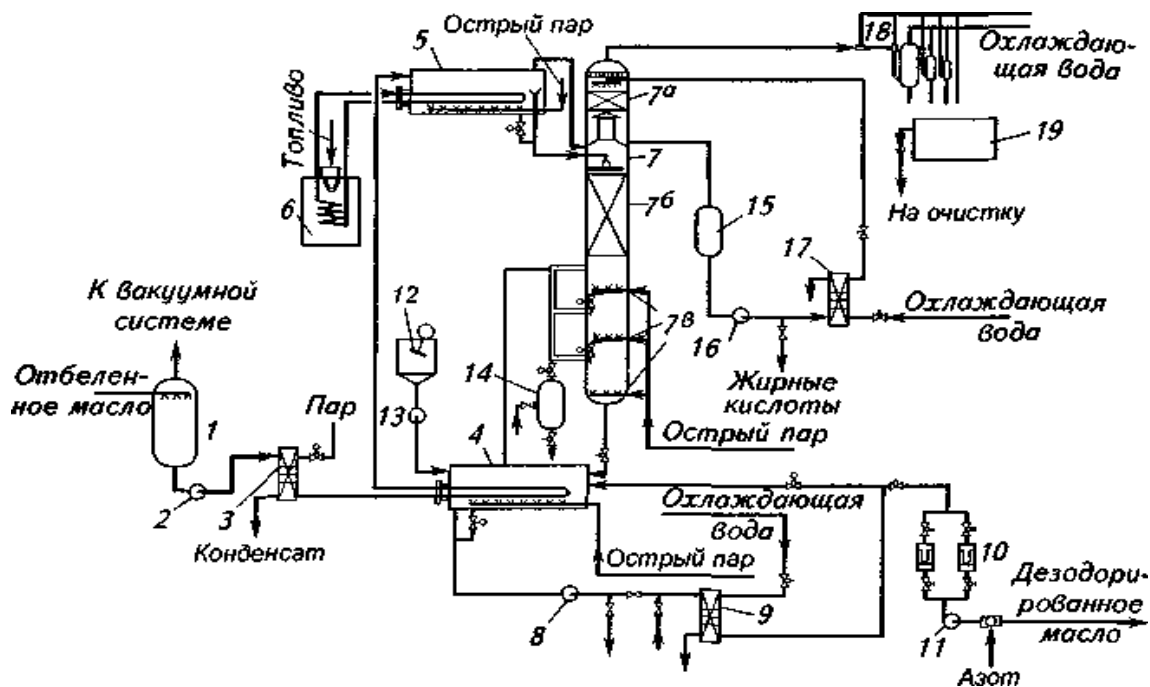 Острый пар
5
18
Охлаждаю-
щая вода
7а
Топливо
19
7
6
7б
15
На очистку
17
К вакуумной
системе
12
Охлаждающая
вода
7в
16
Отбелен-
ное масло
14
Жирные
кислоты
Пар
13
1
4
Острый пар
3
2
Охлаждающая
вода
Конденсат
10
Острый пар
Дезодори-
рованное
масло
8
9
11
Азот